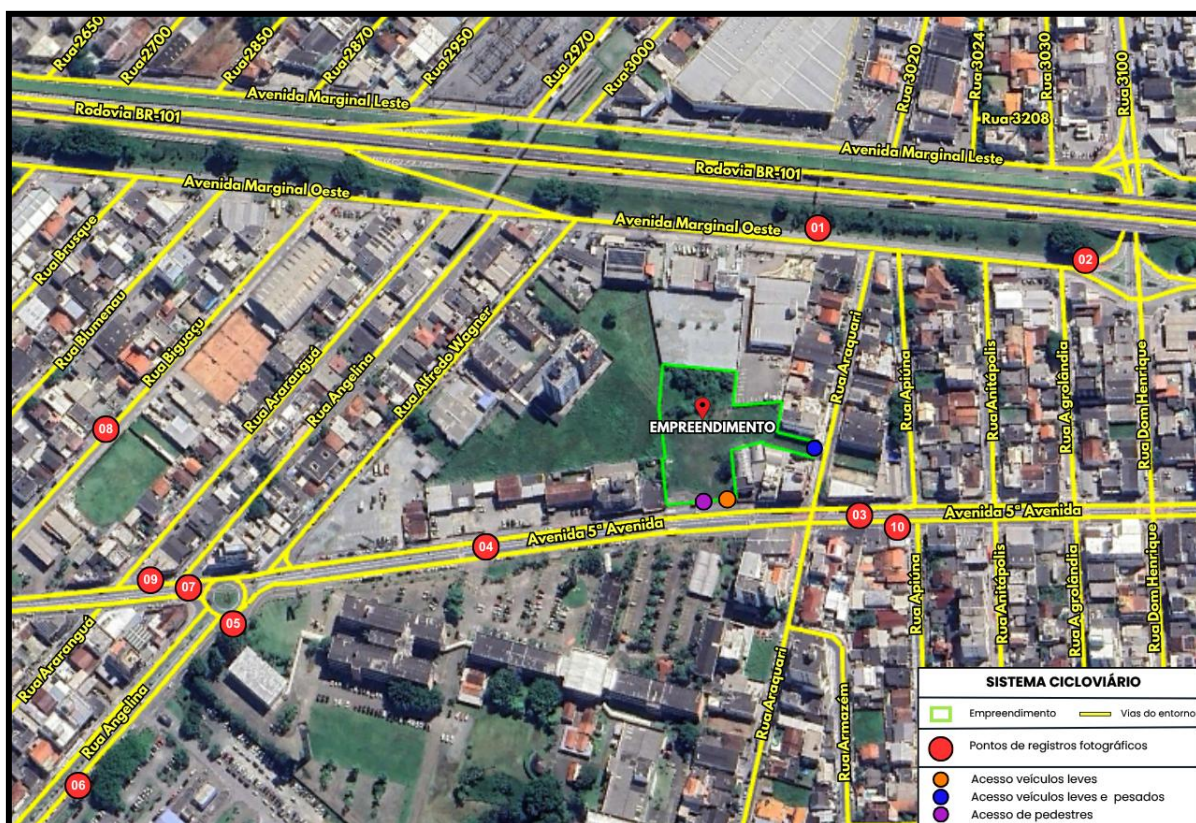 Rua 2650
Rua 2700
Rua 2850
Rua 2870
Rua 2950
Rua 2970
Rua 3000
Rua 3020
Rua 3024
Rua 3030
Rua 3100
Rua 3208
Avenida Marginal Leste
Rodovia BR-101
Avenida Marginal Leste
Rodovia BR-101
Avenida Marginal Oeste
Avenida Marginal Oeste
01
02
Rua Brusque
Rua Blumenau
Rua Biguaçu
Rua Araranguá
Rua Angelina
Rua Alfredo Wagner
Rua Araquari
Rua Apiúna
Rua Anitápolis
Rua A grolândia
Rua Dom Henrique
EMPREENDIMENTO
08
03
10
04
Avenida 5ª Avenida
Avenida 5ª Avenida
09
07
05
06
Rua Araranguá
Rua Angelina
Rua Araquari
Rua Armazém
Rua Apiúna
Rua Anitápolis
Rua A grolândia
Rua Dom Henrique
SISTEMA CICLOVIÁRIO
Empreendimento
Vias do entorno
Pontos de registros fotográficos
Acesso veículos leves
Acesso veículos leves e pesados
Acesso de pedestres